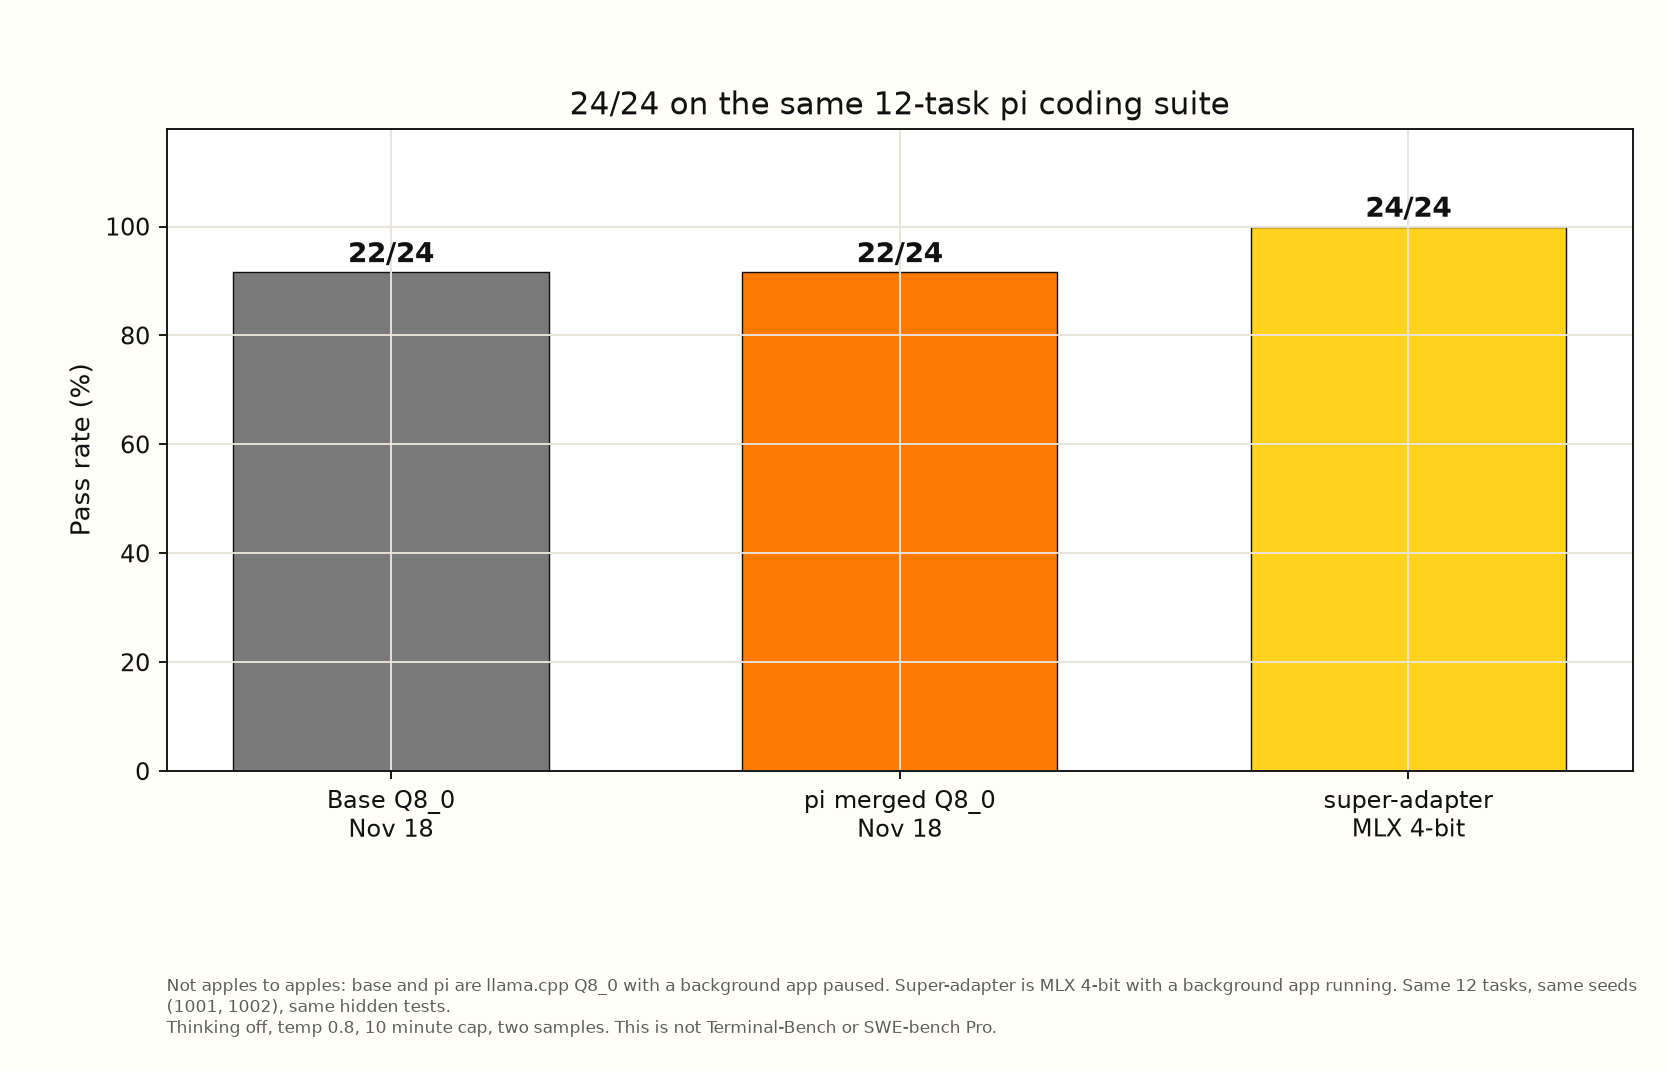 24/24 on the same 12-task pi coding suite
Pass rate (%)
100
80
60
40
20
0
22/24
22/24
24/24
Base Q8_0
Nov 18
pi merged Q8_0
Nov 18
super-adapter
MLX 4-bit
Not apples to apples: base and pi are llama.cpp Q8_0 with a background app paused. Super-adapter is MLX 4-bit with a background app running. Same 12 tasks, same seeds
(1001, 1002), same hidden tests.
Thinking off, temp 0.8, 10 minute cap, two samples. This is not Terminal-Bench or SWE-bench Pro.